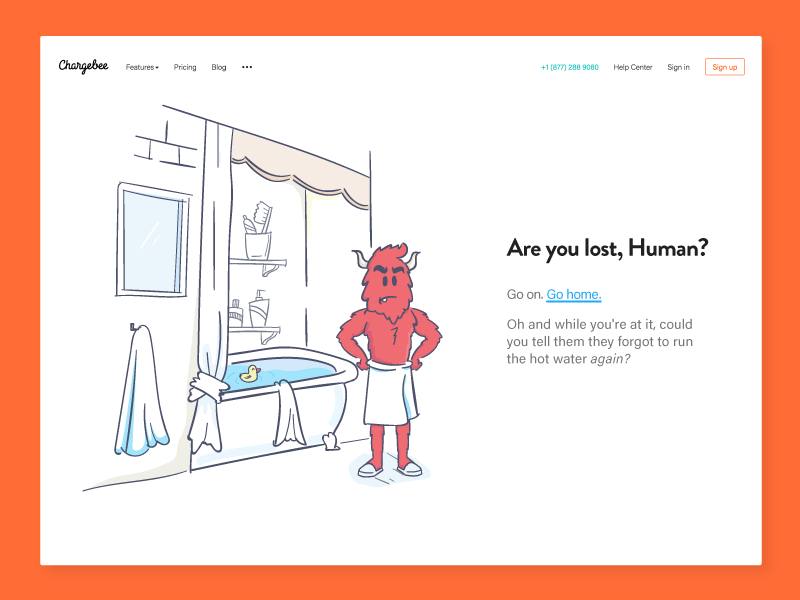 Chargebee Features Pricing Blog +1 (877) 288 9080 Help Center Sign in Sign up
Are you lost, Human?
Go on. Go home.
Oh and while you're at it, could
you tell them they forgot to run
the hot water again?